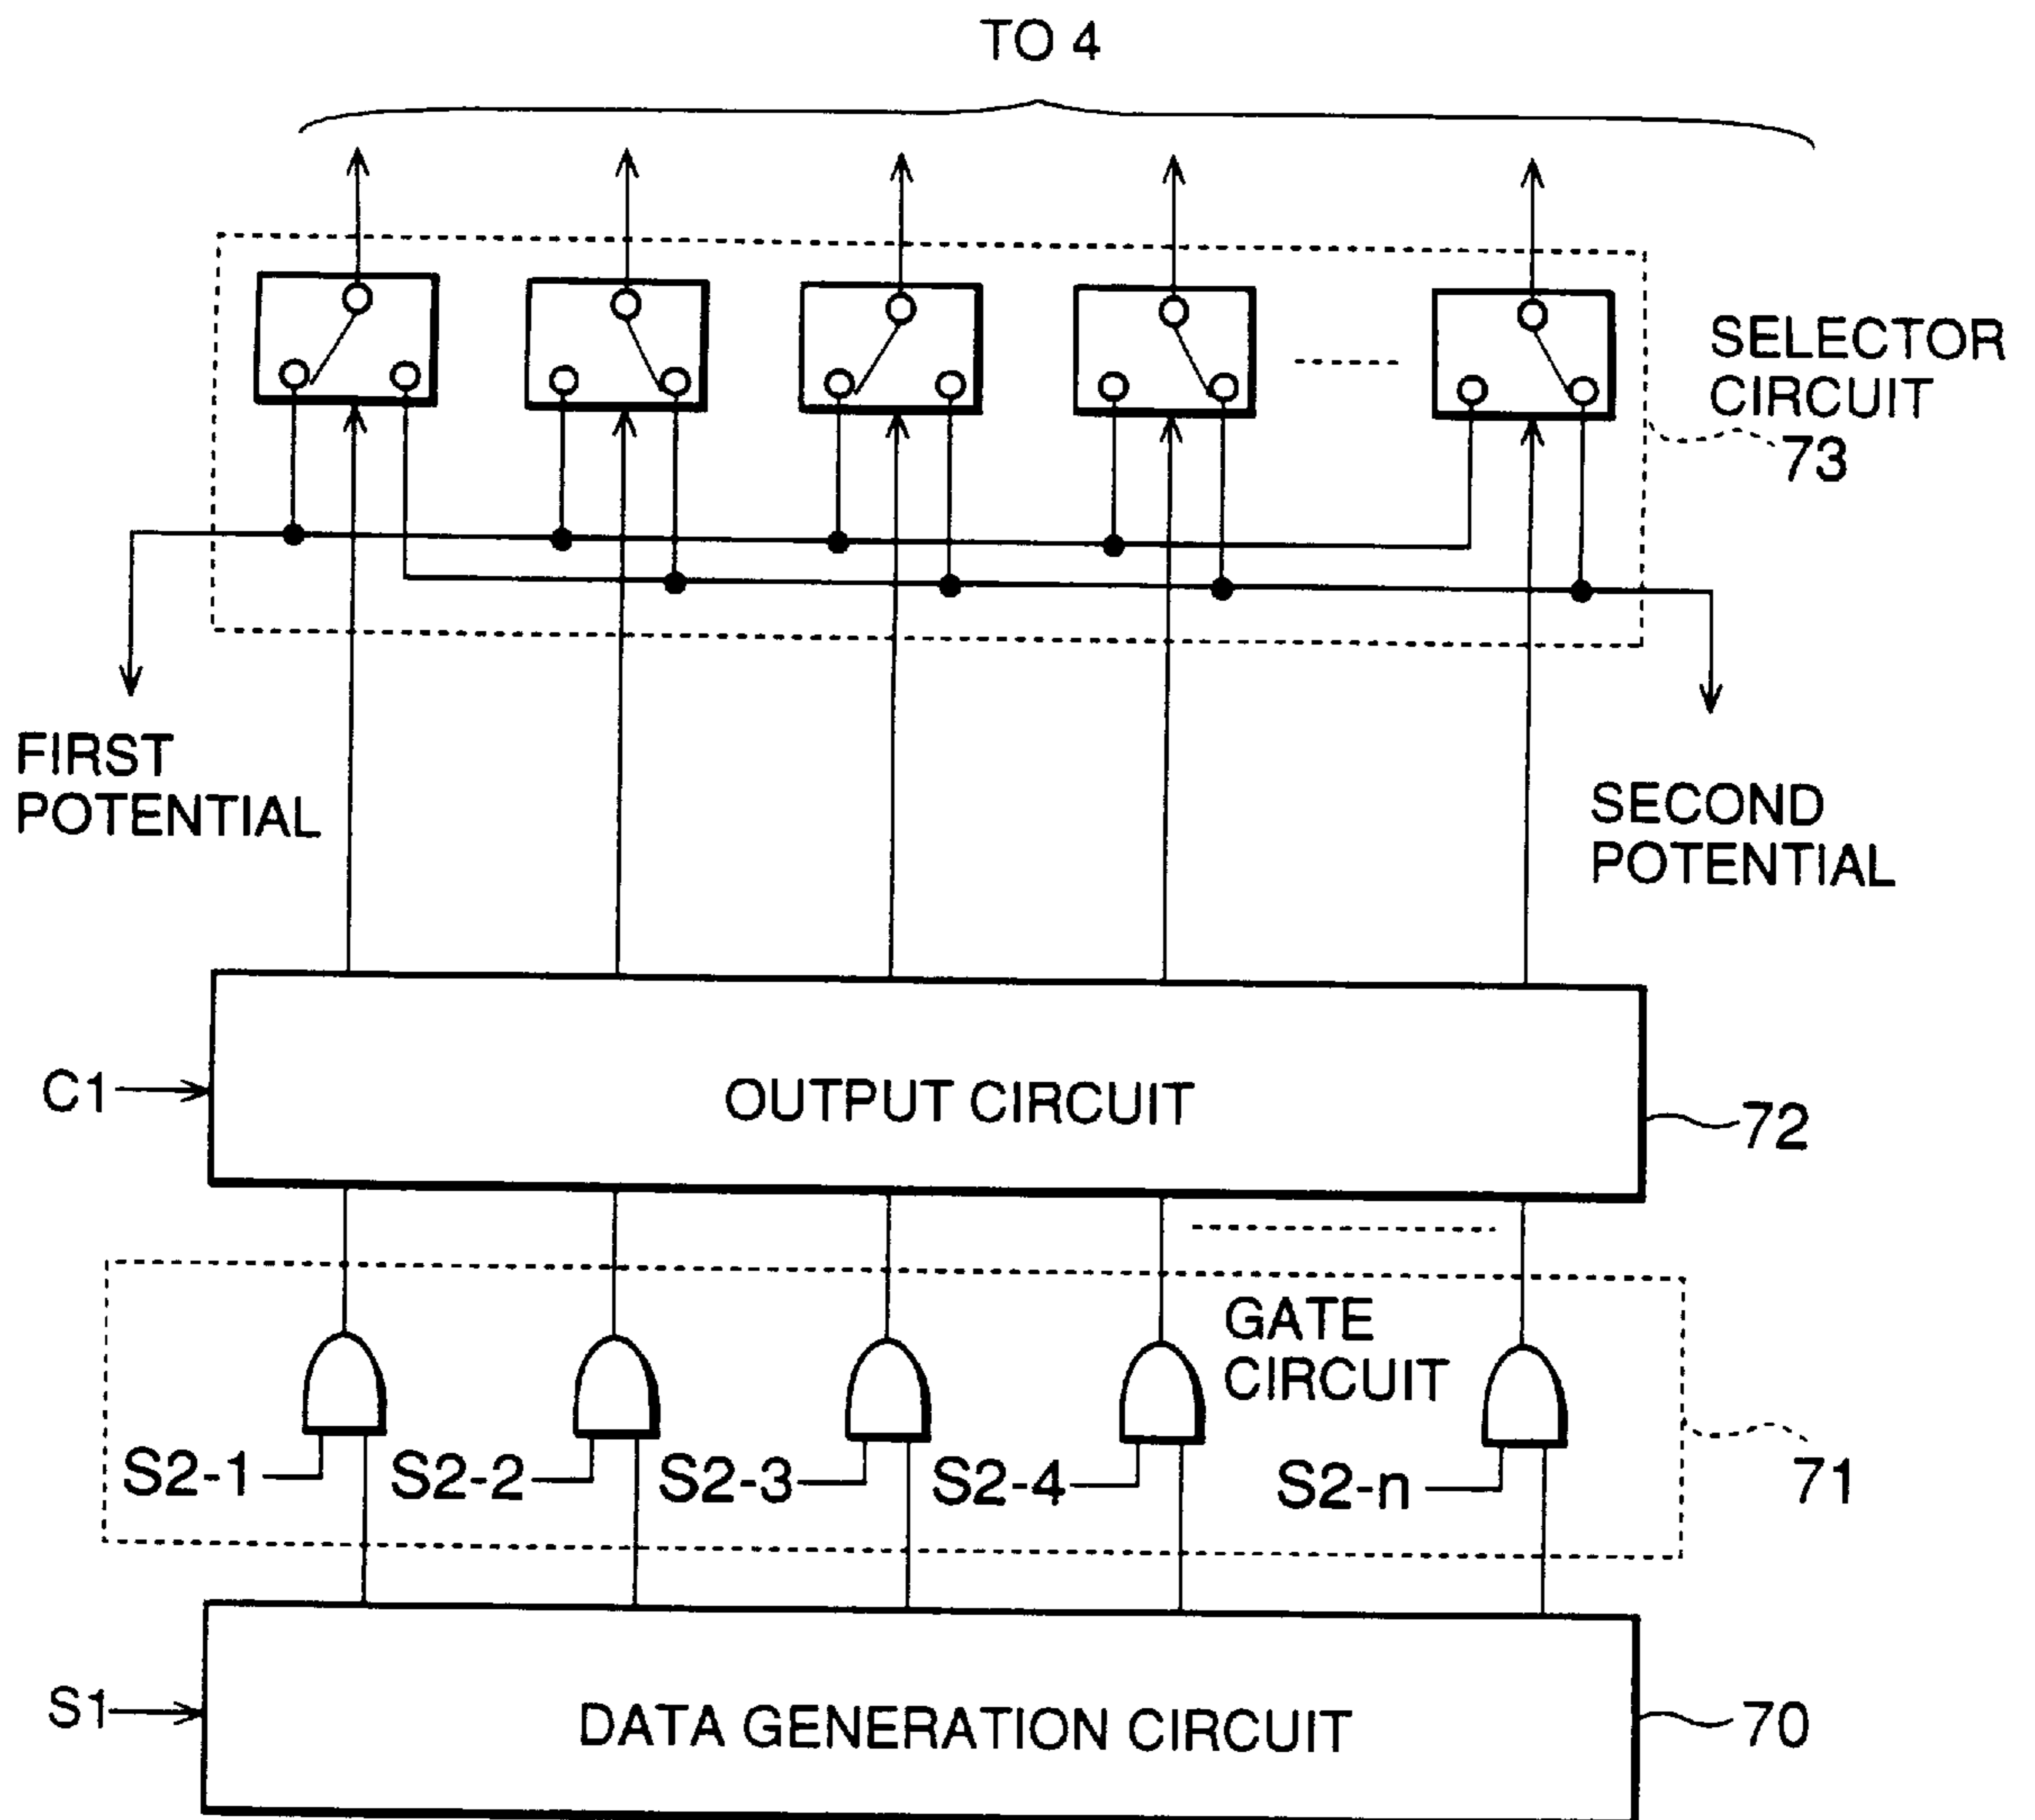 TO 4
SELECTOR
CIRCUIT
73
FIRST
POTENTIAL
SECOND
POTENTIAL
C1
OUTPUT CIRCUIT
72
GATE
CIRCUIT
S2-1
S2-2
S2-3
S2-4
S2-n
71
S1
DATA GENERATION CIRCUIT
70